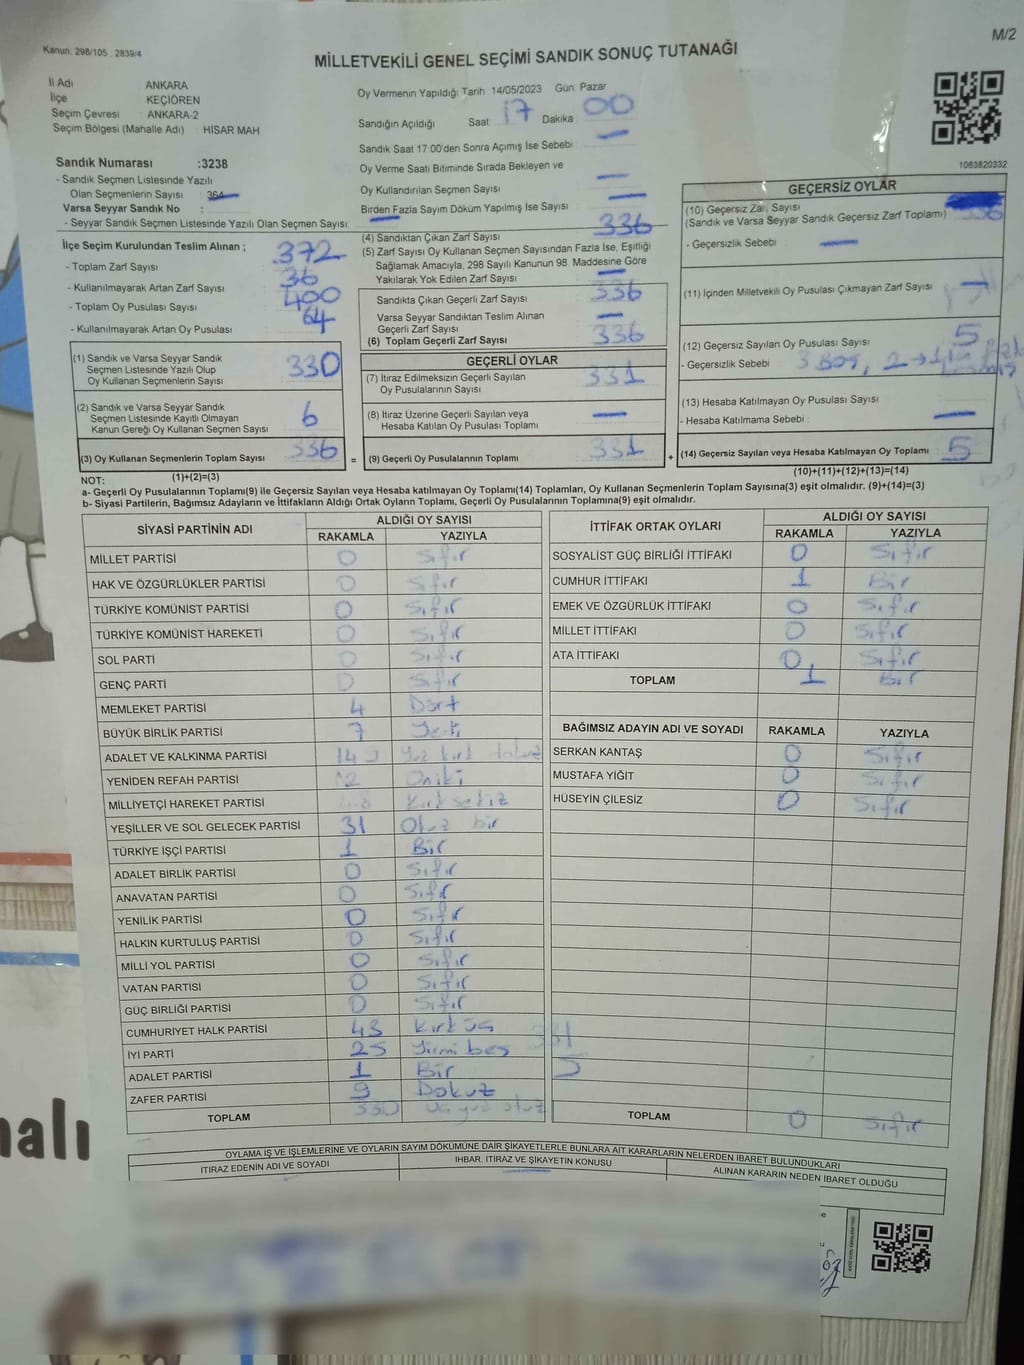 M/2
Kanun: 298/105, 2839/4
MİLLETVEKİLİ GENEL SEÇİMİ SANDIK SONUÇ TUTANAĞI
İl Adı ANKARA
İlçe KEÇİÖREN
Seçim Çevresi ANKARA-2
Seçim Bölgesi (Mahalle Adı) HİSAR MAH
Sandık Numarası :3238
- Sandık Seçmen Listesinde Yazılı
Olan Seçmenlerin Sayısı : 364
Varsa Seyyar Sandık No :
- Seyyar Sandık Seçmen Listesinde Yazılı Olan Seçmen Sayısı
Oy Vermenin Yapıldığı Tarih 14/05/2023 Gün: Pazar
Sandığın Açıldığı Saat 17 Dakika 00
Sandık Saat 17 00'den Sonra Açımış İse Sebebi :
Oy Verme Saati Bitiminde Sırada Bekleyen ve
Oy Kullandırılan Seçmen Sayısı
Birden Fazla Sayım Döküm Yapılmış İse Sayısı
1063820332
İlçe Seçim Kurulundan Teslim Alınan ;
- Toplam Zarf Sayısı 372
- Kullanılmayarak Artan Zarf Sayısı : 36
- Toplam Oy Pusulası Sayısı : 400
- Kullanılmayarak Artan Oy Pusulası : 64
(1) Sandık ve Varsa Seyyar Sandık
Seçmen Listesinde Yazılı Olup
Oy Kullanan Seçmenlerin Sayısı 330
(2) Sandık ve Varsa Seyyar Sandık
Seçmen Listesinde Kayıtlı Olmayan
Kanun Gereği Oy Kullanan Seçmen Sayısı 6
(3) Oy Kullanan Seçmenlerin Toplam Sayısı 336
(1)+(2)=(3)
(4) Sandıktan Çıkan Zarf Sayısı 336
(5) Zarf Sayısı Oy Kullanan Seçmen Sayısından Fazla İse, Eşitliği
Sağlamak Amacıyla, 298 Sayılı Kanunun 98. Maddesine Göre
Yakılarak Yok Edilen Zarf Sayısı
Sandıkta Çıkan Geçerli Zarf Sayısı 336
Varsa Seyyar Sandıktan Teslim Alınan
Geçerli Zarf Sayısı
(6) Toplam Geçerli Zarf Sayısı 336
GEÇERLİ OYLAR
(7) İtiraz Edilmeksizin Geçerli Sayılan
Oy Pusulalarının Sayısı 331
(8) İtiraz Üzerine Geçerli Sayılan veya
Hesaba Katılan Oy Pusulaları Toplamı
= (9) Geçerli Oy Pusulalarının Toplamı 331 +
GEÇERSİZ OYLAR
(10) Geçersiz Zarf Sayısı
(Sandık ve Varsa Seyyar Sandık Geçersiz Zarf Toplamı)
- Geçersizlik Sebebi :
(11) İçinden Milletvekili Oy Pusulası Çıkmayan Zarf Sayısı
(12) Geçersiz Sayılan Oy Pusulası Sayısı : 5
- Geçersizlik Sebebi : 3 Boş, 2→
(13) Hesaba Katılmayan Oy Pusulası Sayısı
- Hesaba Katılmama Sebebi :
(14) Geçersiz Sayılan veya Hesaba Katılmayan Oy Toplamı : 5
(10)+(11)+(12)+(13)=(14)
NOT:
a- Geçerli Oy Pusulalarının Toplamı(9) ile Geçersiz Sayılan veya Hesaba katılmayan Oy Toplamı(14) Toplamları, Oy Kullanan Seçmenlerin Toplam Sayısına(3) eşit olmalıdır. (9)+(14)=(3)
b- Siyasi Partilerin, Bağımsız Adayların ve İttifakların Aldığı Ortak Oyların Toplamı, Geçerli Oy Pusulalarının Toplamına(9) eşit olmalıdır.
SİYASİ PARTİNİN ADI ALDIĞI OY SAYISI
RAKAMLA YAZIYLA
MİLLET PARTİSİ 0 Sıfır
HAK VE ÖZGÜRLÜKLER PARTİSİ 0 Sıfır
TÜRKİYE KOMÜNİST PARTİSİ 0 Sıfır
TÜRKİYE KOMÜNİST HAREKETİ 0 Sıfır
SOL PARTİ 0 Sıfır
GENÇ PARTİ 0 Sıfır
MEMLEKET PARTİSİ 4 Dört
BÜYÜK BİRLİK PARTİSİ 7 Yedi
ADALET VE KALKINMA PARTİSİ 149 Yüz kırk dokuz
YENİDEN REFAH PARTİSİ 12 Oniki
MİLLİYETÇİ HAREKET PARTİSİ 48 Kırksekiz
YEŞİLLER VE SOL GELECEK PARTİSİ 31 Otuz bir
TÜRKİYE İŞÇİ PARTİSİ 1 Bir
ADALET BİRLİK PARTİSİ 0 Sıfır
ANAVATAN PARTİSİ 0 Sıfır
YENİLİK PARTİSİ 0 Sıfır
HALKIN KURTULUŞ PARTİSİ 0 Sıfır
MİLLİ YOL PARTİSİ 0 Sıfır
VATAN PARTİSİ 0 Sıfır
GÜÇ BİRLİĞİ PARTİSİ 0 Sıfır
CUMHURİYET HALK PARTİSİ 43 Kırk üç
İYİ PARTİ 25 Yirmi beş
ADALET PARTİSİ 1 Bir
ZAFER PARTİSİ 9 Dokuz
TOPLAM 330 Üçyüz otuz
İTTİFAK ORTAK OYLARI ALDIĞI OY SAYISI
RAKAMLA YAZIYLA
SOSYALİST GÜÇ BİRLİĞİ İTTİFAKI 0 Sıfır
CUMHUR İTTİFAKI 1 Bir
EMEK VE ÖZGÜRLÜK İTTİFAKI 0 Sıfır
MİLLET İTTİFAKI 0 Sıfır
ATA İTTİFAKI 0 Sıfır
TOPLAM 1 Bir
BAĞIMSIZ ADAYIN ADI VE SOYADI RAKAMLA YAZIYLA
SERKAN KANTAŞ 0 Sıfır
MUSTAFA YİĞİT 0 Sıfır
HÜSEYİN ÇİLESİZ 0 Sıfır
331
5
TOPLAM 0 Sıfır
OYLAMA İŞ VE İŞLEMLERİNE VE OYLARIN SAYIM DÖKÜMÜNE DAİR ŞİKAYETLERLE BUNLARA AİT KARARLARIN NELERDEN İBARET BULUNDUKLARI
İTİRAZ EDENİN ADI VE SOYADI İHBAR, İTİRAZ VE ŞİKAYETİN KONUSU ALINAN KARARIN NEDEN İBARET OLDUĞU
nalı